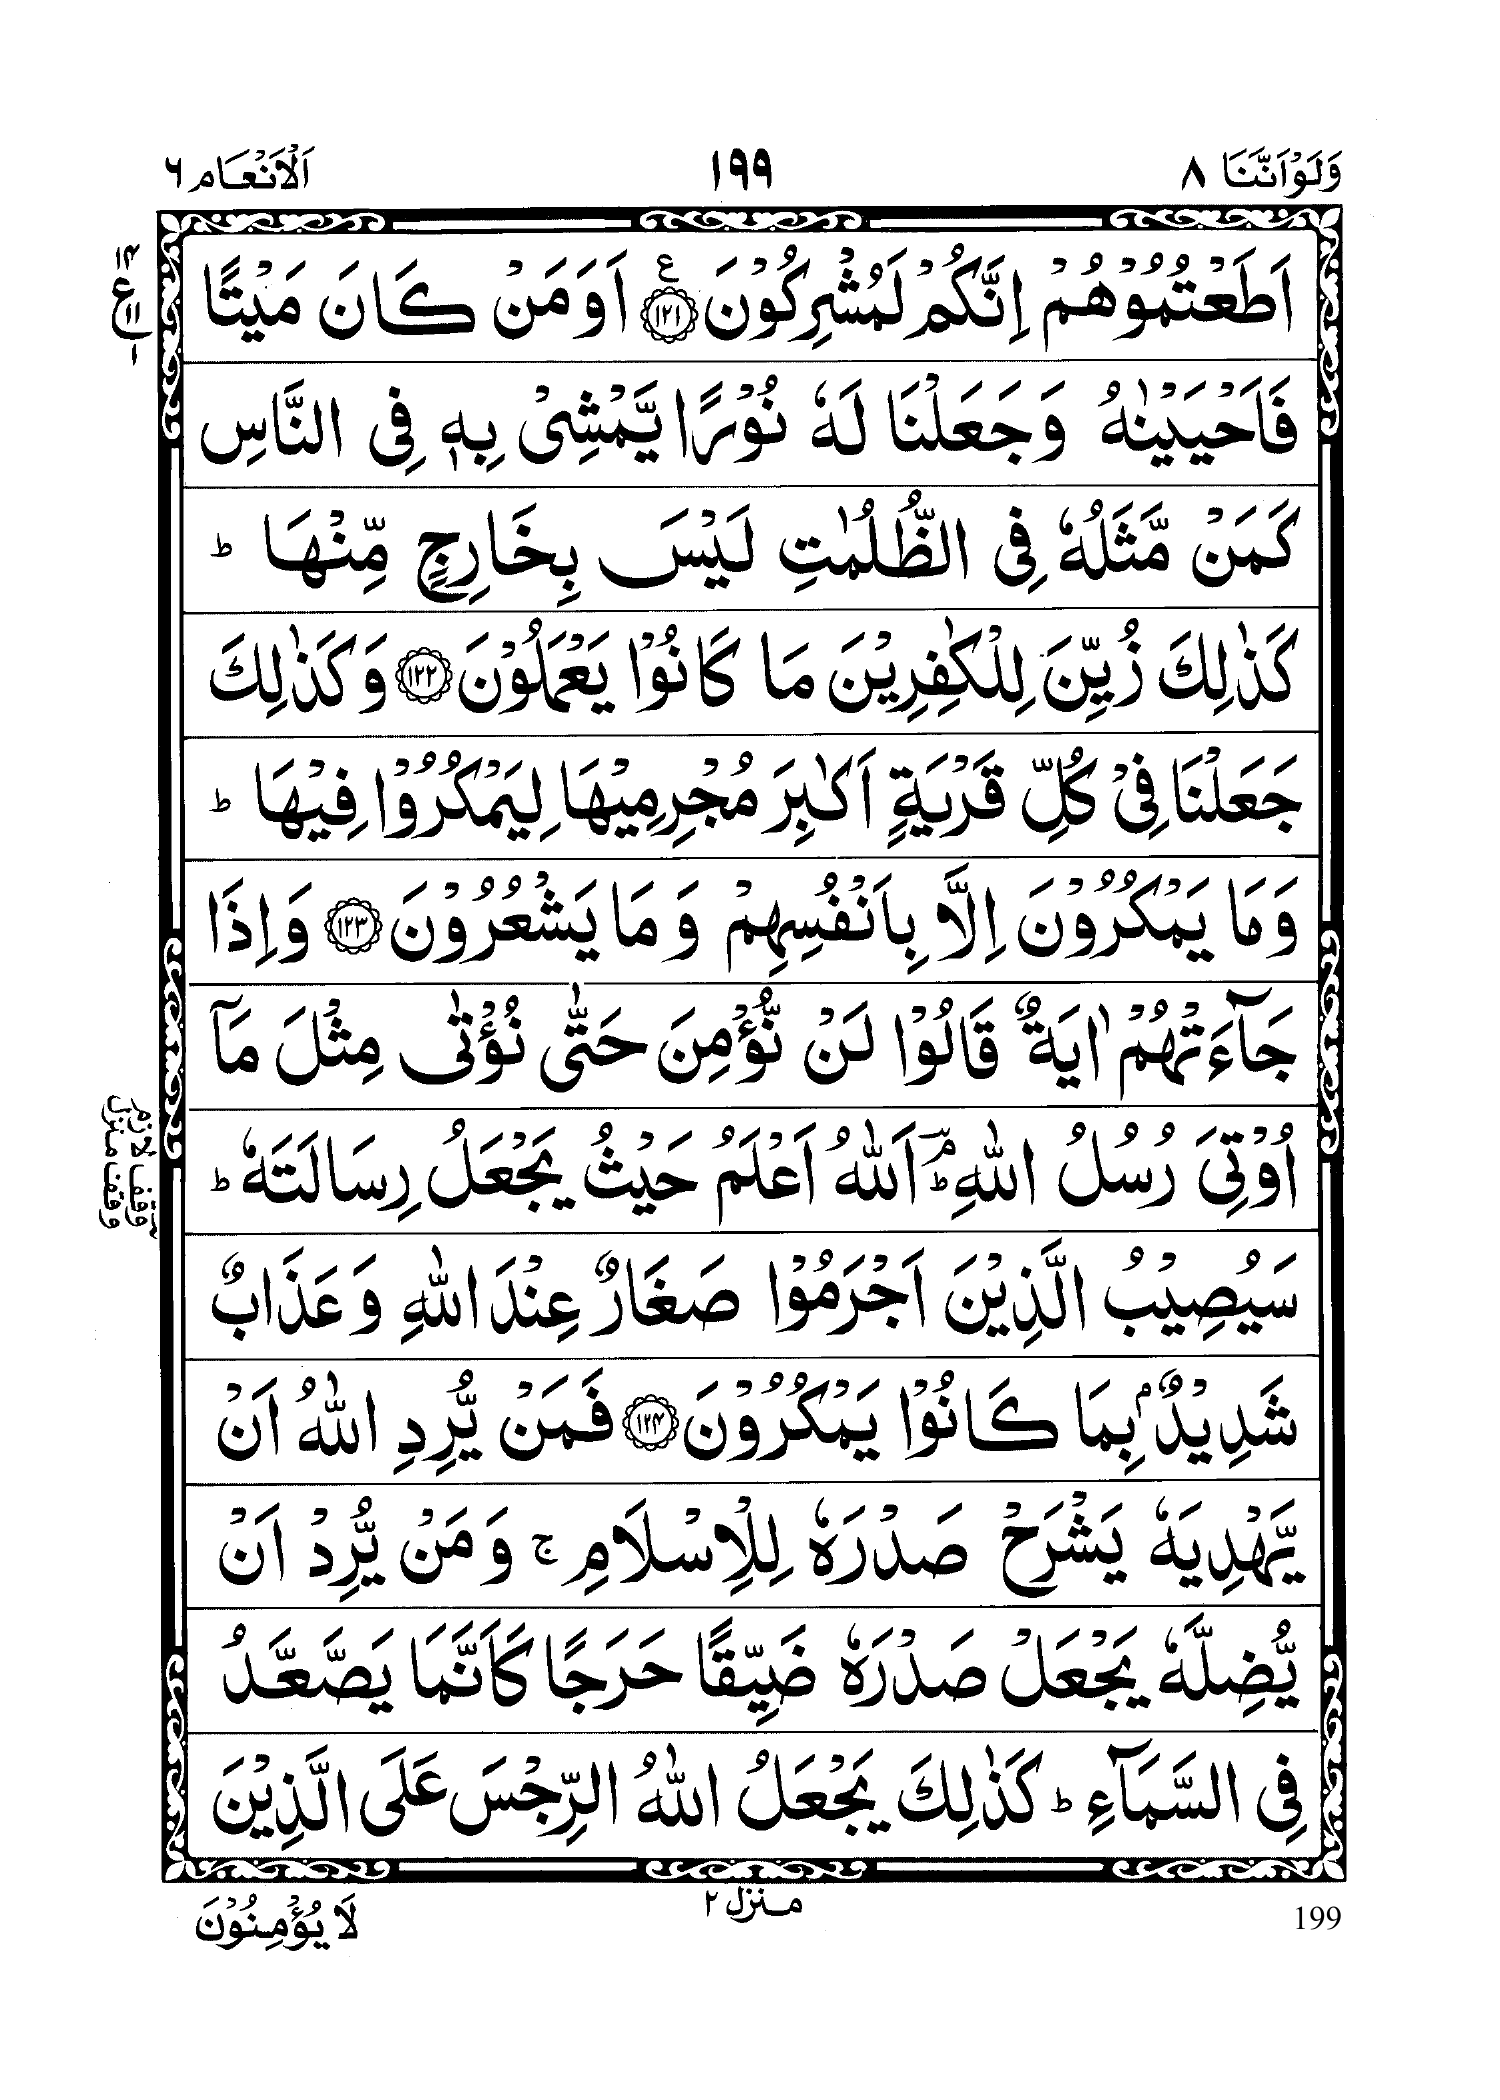 وَلَوْاَنَّنَا ٨
١٩٩
اَلْاَنْعَام ٦
اَطَعْتُمُوْهُمْ اِنَّكُمْ لَمُشْرِكُوْنَ ﴿١٢١﴾ ع اَوَمَنْ كَانَ مَيْتًا
١٤
ع
١١
١
فَاَحْيَيْنٰهُ وَجَعَلْنَا لَهٗ نُوْرًا يَّمْشِيْ بِهٖ فِي النَّاسِ
كَمَنْ مَّثَلُهٗ فِي الظُّلُمٰتِ لَيْسَ بِخَارِجٍ مِّنْهَا ط
كَذٰلِكَ زُيِّنَ لِلْكٰفِرِيْنَ مَا كَانُوْا يَعْمَلُوْنَ ﴿١٢٢﴾ وَكَذٰلِكَ
جَعَلْنَا فِيْ كُلِّ قَرْيَةٍ اَكٰبِرَ مُجْرِمِيْهَا لِيَمْكُرُوْا فِيْهَا ط
وَمَا يَمْكُرُوْنَ اِلَّا بِاَنْفُسِهِمْ وَمَا يَشْعُرُوْنَ ﴿١٢٣﴾ وَاِذَا
جَآءَتْهُمْ اٰيَةٌ قَالُوْا لَنْ نُّؤْمِنَ حَتّٰى نُؤْتٰى مِثْلَ مَآ
اُوْتِيَ رُسُلُ اللّٰهِ ؕۘ اَللّٰهُ اَعْلَمُ حَيْثُ يَجْعَلُ رِسَالَتَهٗ ط
وقف لازم
وقف منزل
سَيُصِيْبُ الَّذِيْنَ اَجْرَمُوْا صَغَارٌ عِنْدَ اللّٰهِ وَعَذَابٌ
شَدِيْدٌۢ بِمَا كَانُوْا يَمْكُرُوْنَ ﴿١٢٤﴾ فَمَنْ يُّرِدِ اللّٰهُ اَنْ
يَّهْدِيَهٗ يَشْرَحْ صَدْرَهٗ لِلْاِسْلَامِ ج وَمَنْ يُّرِدْ اَنْ
يُّضِلَّهٗ يَجْعَلْ صَدْرَهٗ ضَيِّقًا حَرَجًا كَاَنَّمَا يَصَّعَّدُ
فِي السَّمَآءِ ط كَذٰلِكَ يَجْعَلُ اللّٰهُ الرِّجْسَ عَلَى الَّذِيْنَ
199
منزل ٢
لَا يُؤْمِنُوْنَ